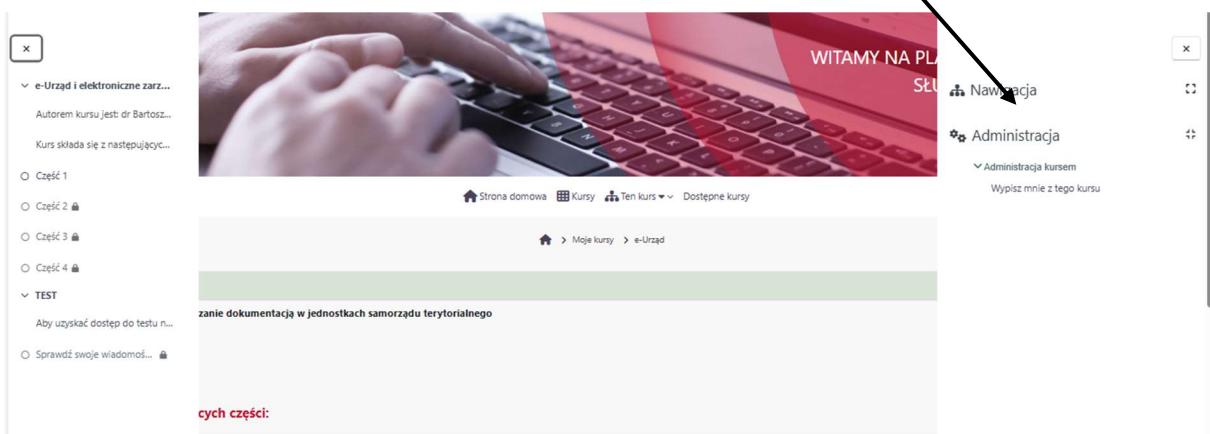 WITAMY NA PL
SŁU
e-Urząd i elektroniczne zarz...
Autorem kursu jest: dr Bartosz...
Kurs składa się z następującyc...
Część 1
Część 2
Część 3
Część 4
TEST
Aby uzyskać dostęp do testu n...
Sprawdź swoje wiadomoś...
Strona domowa Kursy Ten kurs Dostępne kursy
Moje kursy > e-Urząd
zanie dokumentacją w jednostkach samorządu terytorialnego
cych części:
Nawigacja
Administracja
Administracja kursem
Wypisz mnie z tego kursu